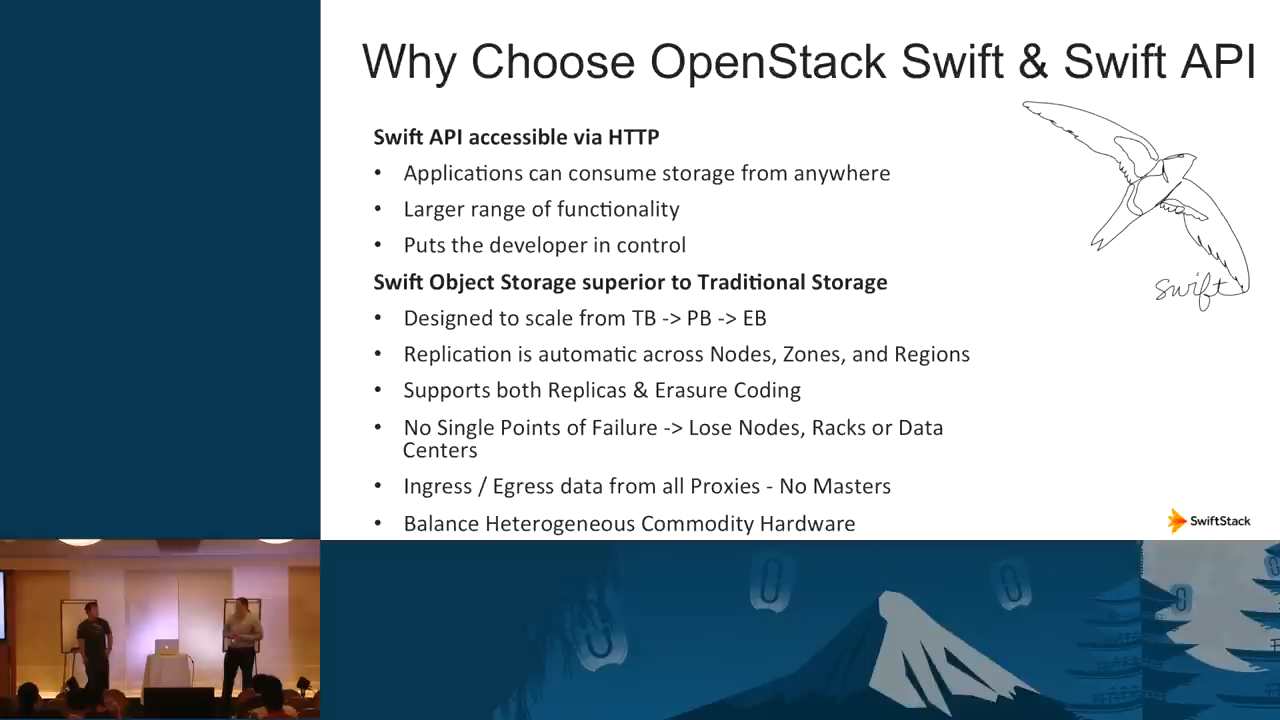 Why Choose OpenStack Swift & Swift API
Swift API accessible via HTTP
• Applications can consume storage from anywhere
• Larger range of functionality
• Puts the developer in control
Swift Object Storage superior to Traditional Storage
• Designed to scale from TB -> PB -> EB
• Replication is automatic across Nodes, Zones, and Regions
• Supports both Replicas & Erasure Coding
• No Single Points of Failure -> Lose Nodes, Racks or Data
Centers
• Ingress / Egress data from all Proxies - No Masters
• Balance Heterogeneous Commodity Hardware
swift
SwiftStack